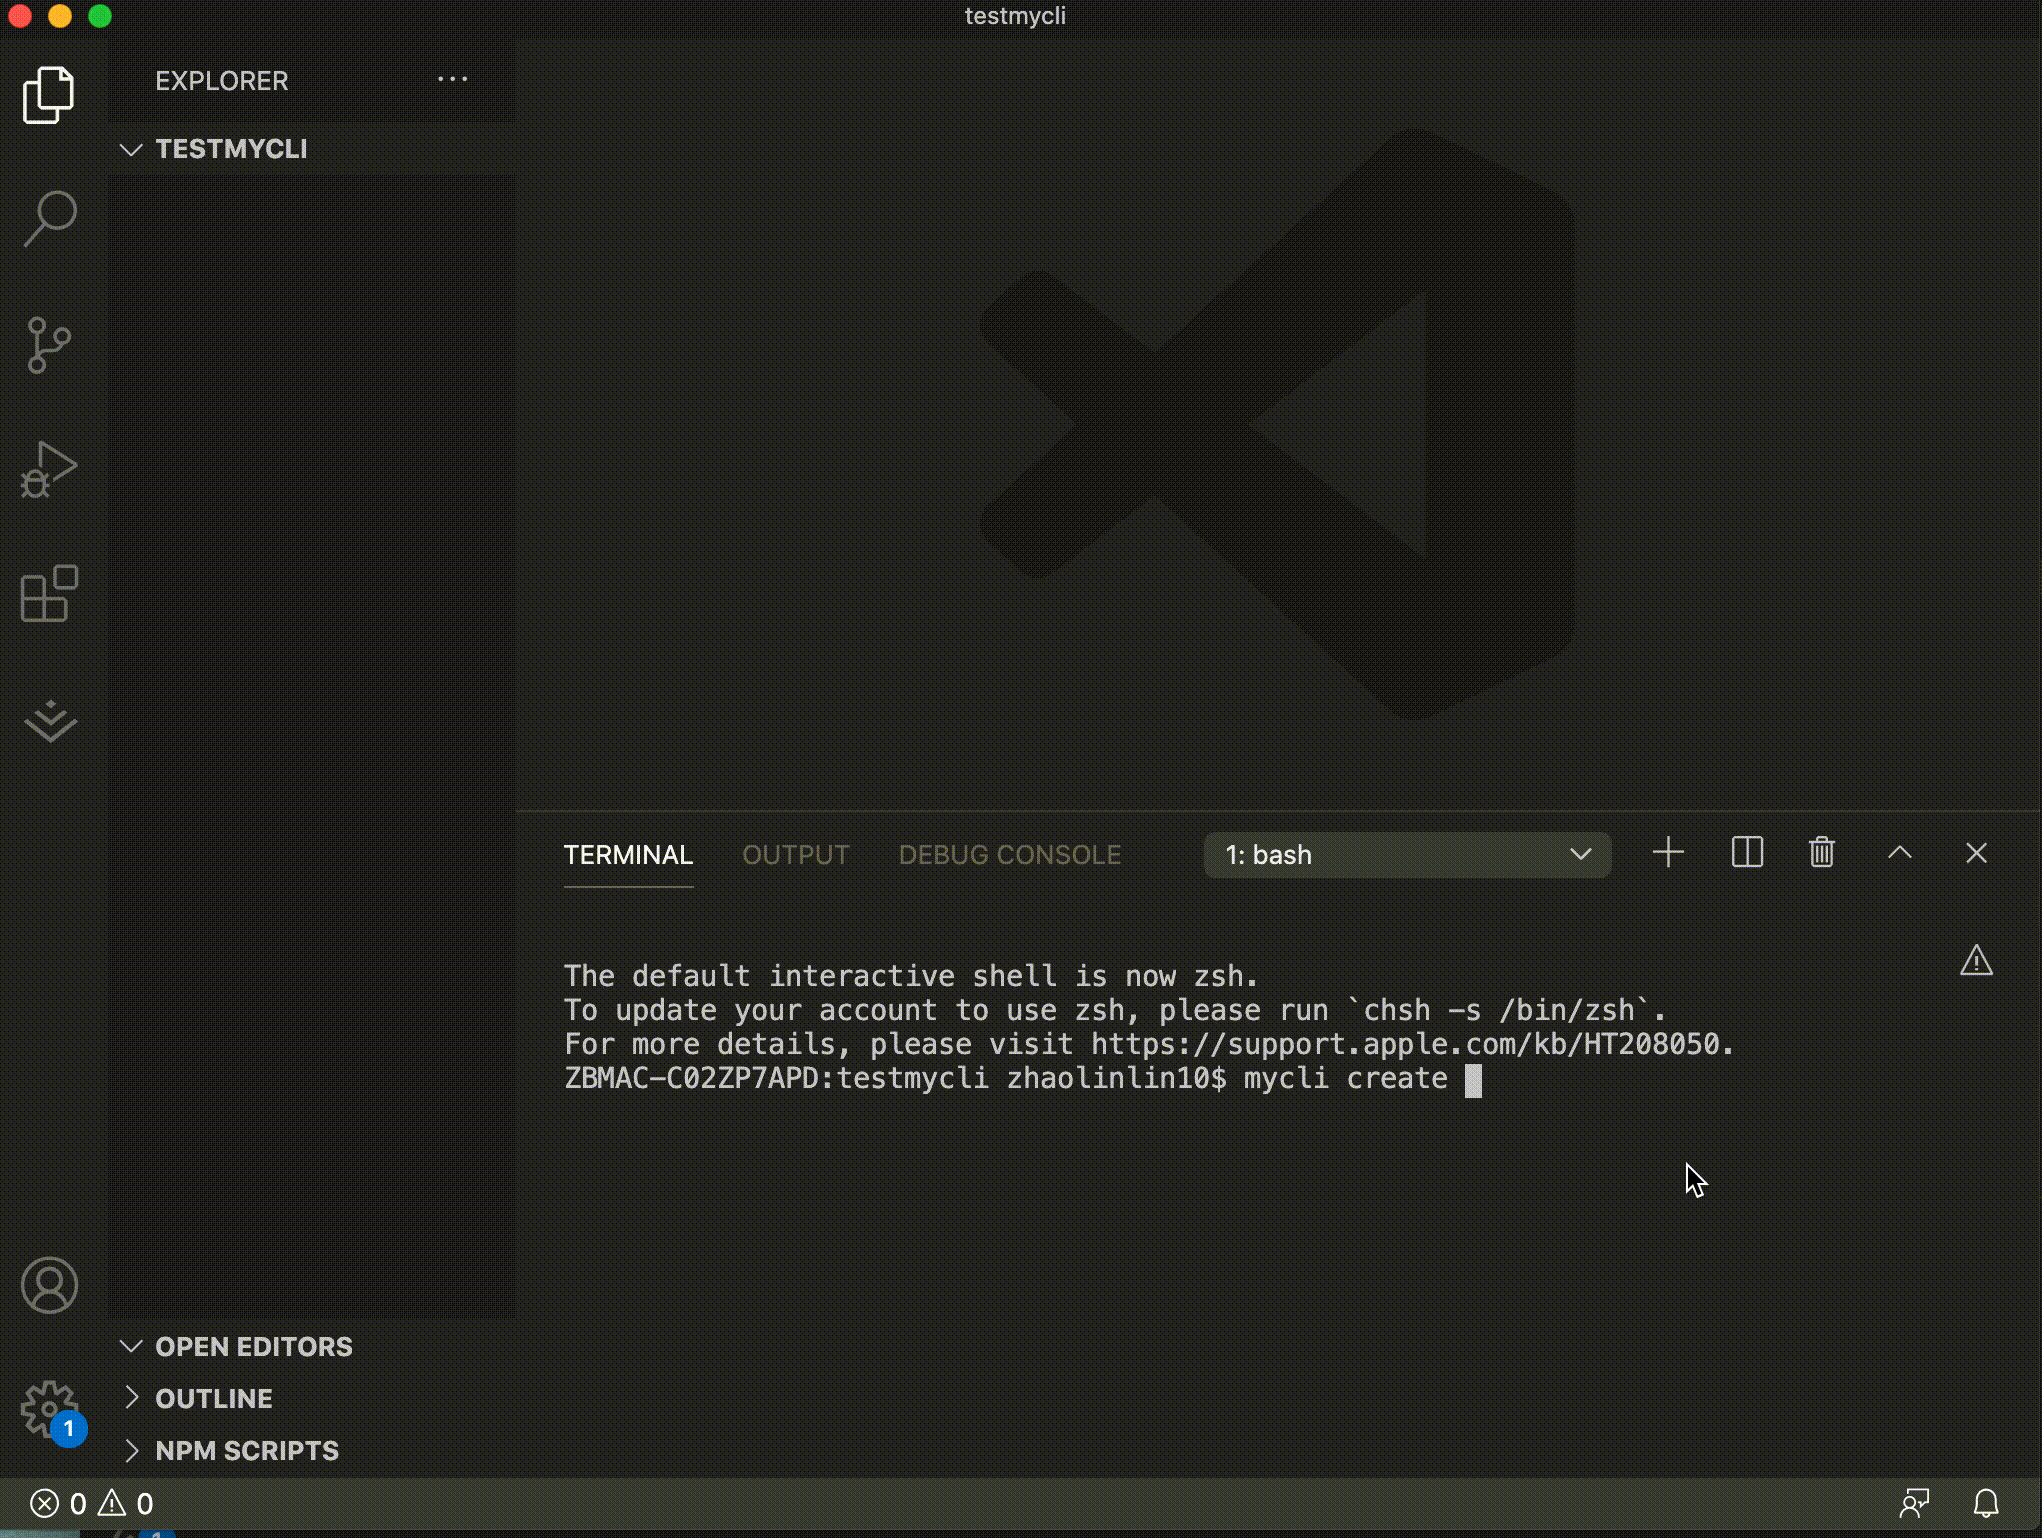 testmycli
EXPLORER
TESTMYCLI
TERMINAL OUTPUT DEBUG CONSOLE 1: bash
The default interactive shell is now zsh.
To update your account to use zsh, please run `chsh -s /bin/zsh`.
For more details, please visit https://support.apple.com/kb/HT208050.
ZBMAC-C02ZP7APD:testmycli zhaolinlin10$ mycli create
OPEN EDITORS
OUTLINE
1
NPM SCRIPTS
0 0
1